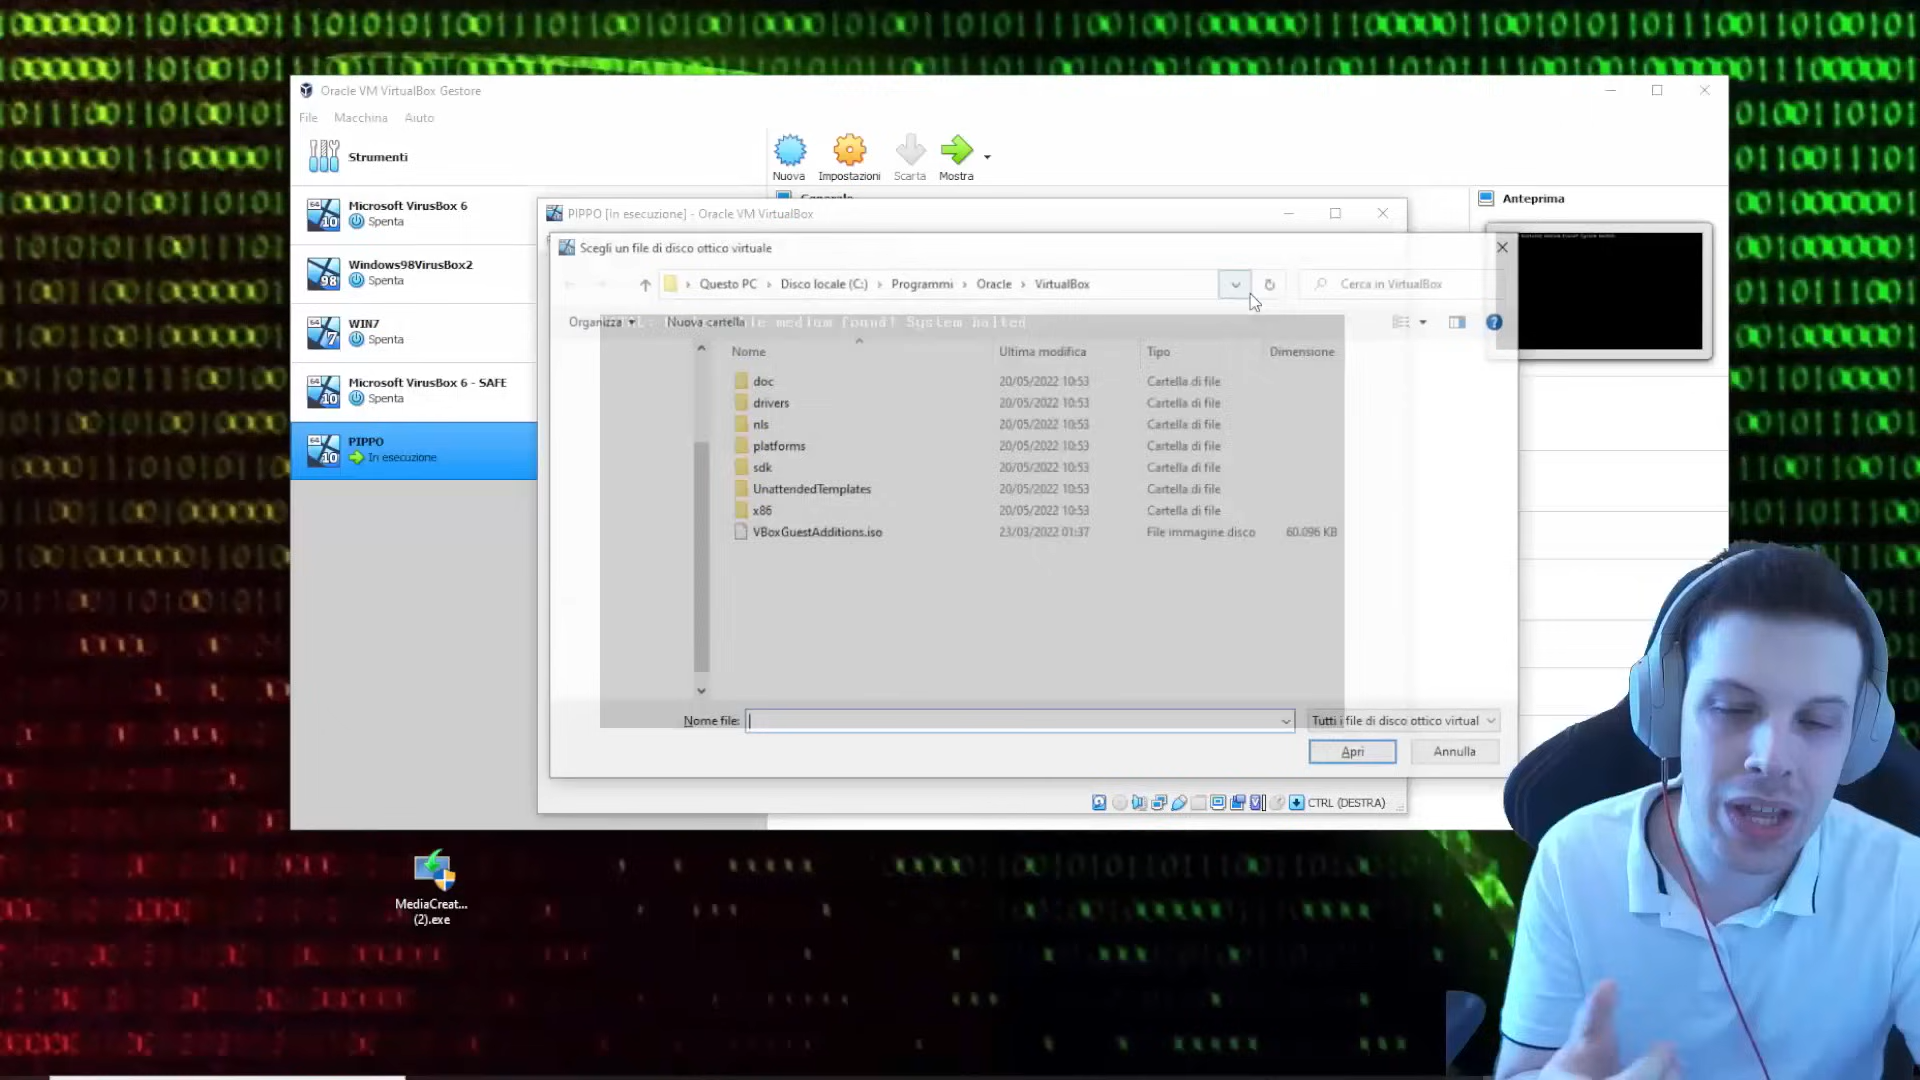 Oracle VM VirtualBox Gestore
File Macchina Aiuto
Strumenti
Nuova Impostazioni Scarta Mostra
Microsoft VirusBox 6
Spenta
Windows98VirusBox2
Spenta
WIN7
Spenta
Microsoft VirusBox 6 - SAFE
Spenta
PIPPO
In esecuzione
Generale
Anteprima
PIPPO [In esecuzione] - Oracle VM VirtualBox
Scegli un file di disco ottico virtuale
Questo PC › Disco locale (C:) › Programmi › Oracle › VirtualBox
Cerca in VirtualBox
Organizza Nuova cartella
medium found! System halted
Nome Ultima modifica Tipo Dimensione
doc 20/05/2022 10:53 Cartella di file
drivers 20/05/2022 10:53 Cartella di file
nls 20/05/2022 10:53 Cartella di file
platforms 20/05/2022 10:53 Cartella di file
sdk 20/05/2022 10:53 Cartella di file
UnattendedTemplates 20/05/2022 10:53 Cartella di file
x86 20/05/2022 10:53 Cartella di file
VBoxGuestAdditions.iso 23/03/2022 01:37 File immagine disco 60.096 KB
Nome file:
Tutti i file di disco ottico virtual
Apri Annulla
CTRL (DESTRA)
MediaCreat...
(2).exe